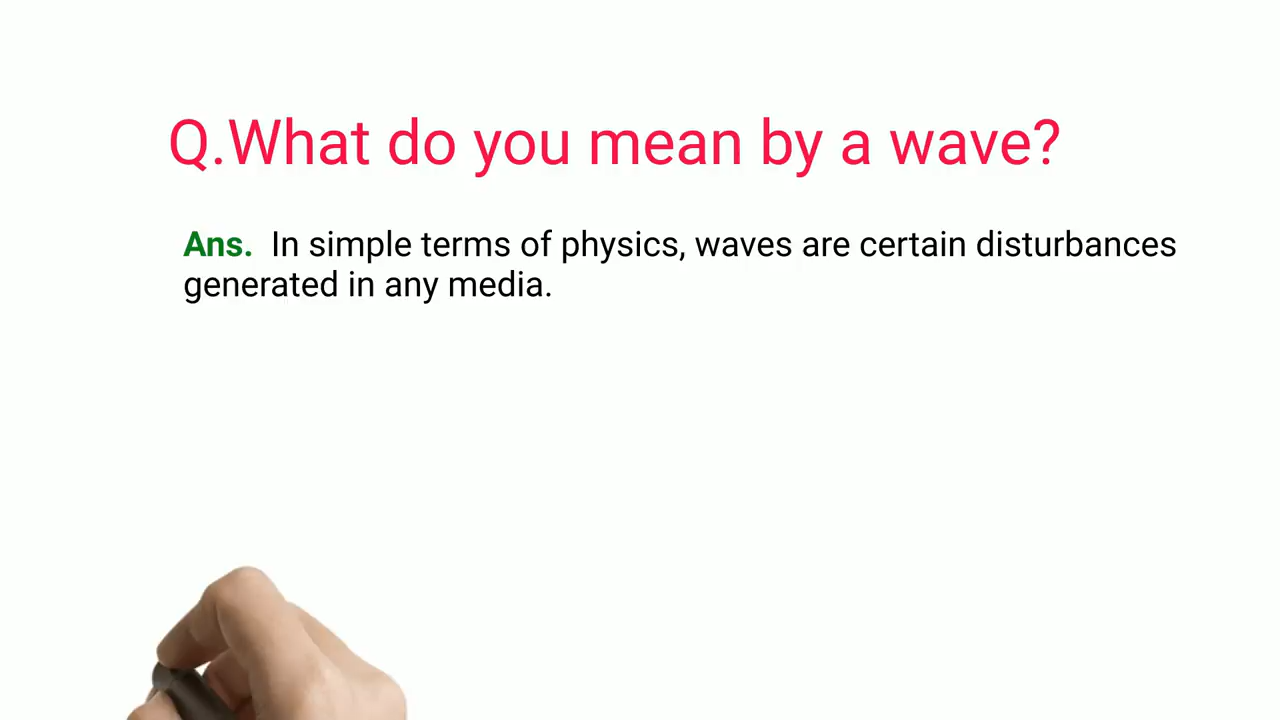 Q.What do you mean by a wave?
Ans. In simple terms of physics, waves are certain disturbances
generated in any media.